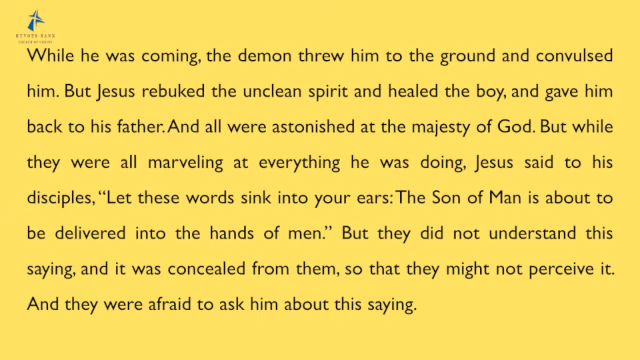 While he was coming, the demon threw him to the ground and convulsed
him. But Jesus rebuked the unclean spirit and healed the boy, and gave him
back to his father. And all were astonished at the majesty of God. But while
they were all marveling at everything he was doing, Jesus said to his
disciples, “Let these words sink into your ears: The Son of Man is about to
be delivered into the hands of men.” But they did not understand this
saying, and it was concealed from them, so that they might not perceive it.
And they were afraid to ask him about this saying.